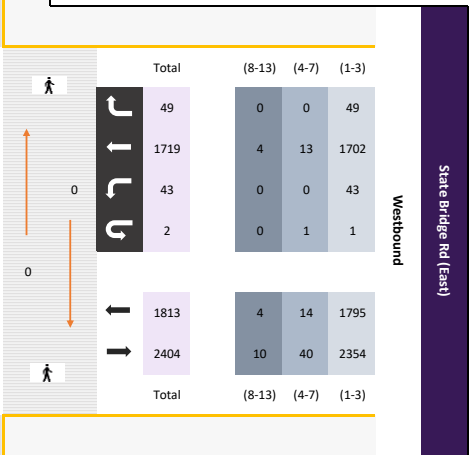 Total (8-13) (4-7) (1-3)
49 0 0 49
1719 4 13 1702
0 43 0 0 43
2 0 1 1
0
1813 4 14 1795
2404 10 40 2354
Total (8-13) (4-7) (1-3)
Westbound
State Bridge Rd (East)